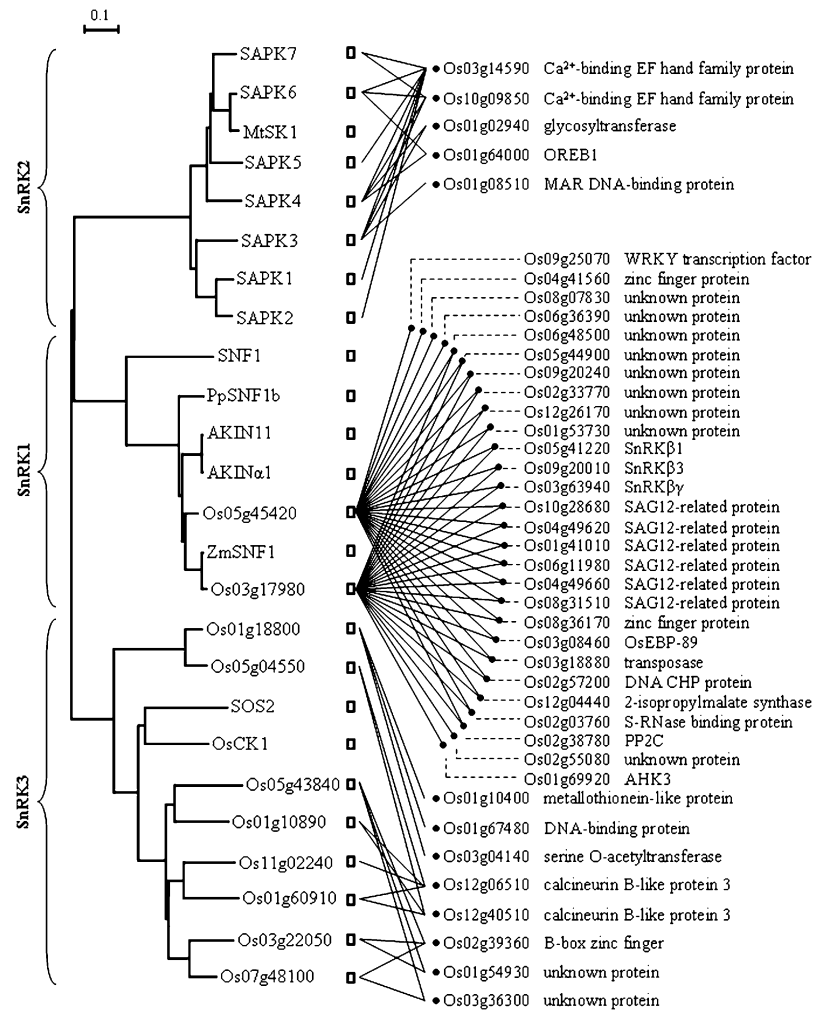 0.1
SnRK2
SAPK7
SAPK6
MtSK1
SAPK5
SAPK4
SAPK3
SAPK1
SAPK2
SnRK1
SNF1
PpSNF1b
AKIN11
AKINα1
Os05g45420
ZmSNF1
Os03g17980
SnRK3
Os01g18800
Os05g04550
SOS2
OsCK1
Os05g43840
Os01g10890
Os11g02240
Os01g60910
Os03g22050
Os07g48100
Os03g14590 Ca²⁺-binding EF hand family protein
Os10g09850 Ca²⁺-binding EF hand family protein
Os01g02940 glycosyltransferase
Os01g64000 OREB1
Os01g08510 MAR DNA-binding protein
Os09g25070 WRKY transcription factor
Os04g41560 zinc finger protein
Os08g07830 unknown protein
Os06g36390 unknown protein
Os06g48500 unknown protein
Os05g44900 unknown protein
Os09g20240 unknown protein
Os02g33770 unknown protein
Os12g26170 unknown protein
Os01g53730 unknown protein
Os05g41220 SnRKβ1
Os09g20010 SnRKβ3
Os03g63940 SnRKβγ
Os10g28680 SAG12-related protein
Os04g49620 SAG12-related protein
Os01g41010 SAG12-related protein
Os06g11980 SAG12-related protein
Os04g49660 SAG12-related protein
Os08g31510 SAG12-related protein
Os08g36170 zinc finger protein
Os03g08460 OsEBP-89
Os03g18880 transposase
Os02g57200 DNA CHP protein
Os12g04440 2-isopropylmalate synthase
Os02g03760 S-RNase binding protein
Os02g38780 PP2C
Os02g55080 unknown protein
Os01g69920 AHK3
Os01g10400 metallothionein-like protein
Os01g67480 DNA-binding protein
Os03g04140 serine O-acetyltransferase
Os12g06510 calcineurin B-like protein 3
Os12g40510 calcineurin B-like protein 3
Os02g39360 B-box zinc finger
Os01g54930 unknown protein
Os03g36300 unknown protein